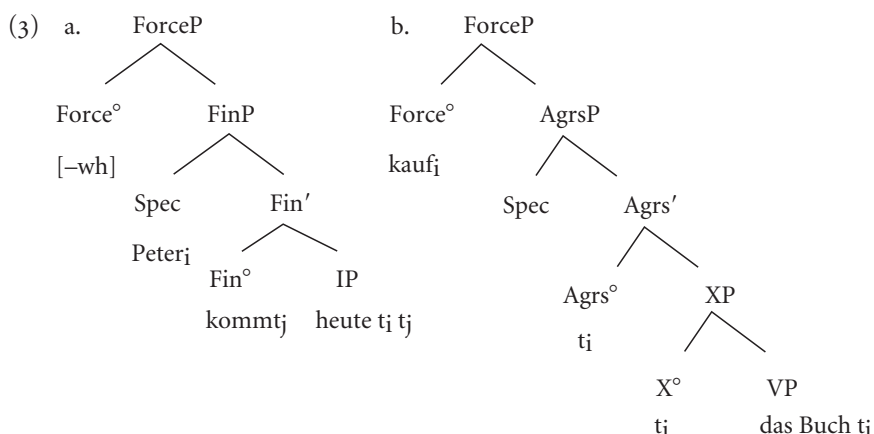 (3) a. ForceP b. ForceP
Force° FinP Force° AgrsP
[–wh] kaufi
Spec Fin′ Spec Agrs′
Peteri
Fin° IP Agrs° XP
kommtj heute ti tj ti
X° VP
ti das Buch ti